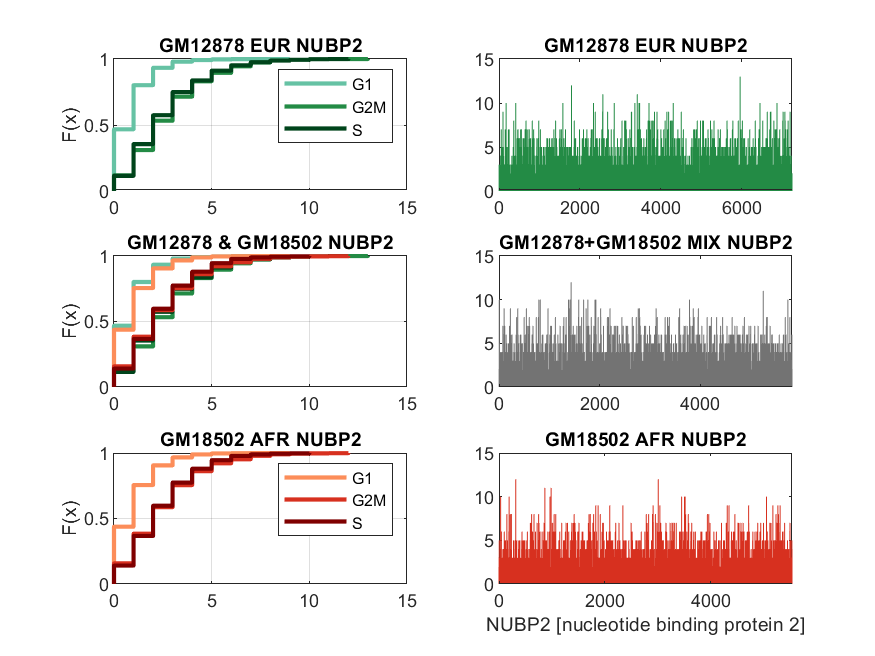 GM12878 EUR NUBP2
F(x)
1
0.5
0
0
5
10
15
G1
G2M
S
GM12878 EUR NUBP2
15
10
5
0
0
2000
4000
6000
GM12878 & GM18502 NUBP2
F(x)
1
0.5
0
0
5
10
15
GM12878+GM18502 MIX NUBP2
15
10
5
0
0
2000
4000
GM18502 AFR NUBP2
F(x)
1
0.5
0
0
5
10
15
G1
G2M
S
GM18502 AFR NUBP2
15
10
5
0
0
2000
4000
NUBP2 [nucleotide binding protein 2]